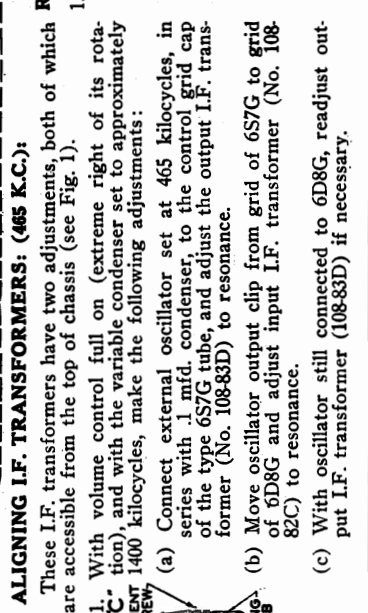 ALIGNING I.F. TRANSFORMERS: (465 K.C.):
These I.F. transformers have two adjustments, both of which
are accessible from the top of chassis (see Fig. 1).
1. With volume control full on (extreme right of its rota-
tion), and with the variable condenser set to approximately
1400 kilocycles, make the following adjustments:
(a) Connect external oscillator set at 465 kilocycles, in
series with .1 mfd. condenser, to the control grid cap
of the type 6S7G tube, and adjust the output I.F. trans-
former (No. 108-83D) to resonance.
(b) Move oscillator output clip from grid of 6S7G to grid
of 6D8G and adjust input I.F. transformer (No. 108-
82C) to resonance.
(c) With oscillator still connected to 6D8G, readjust out-
put I.F. transformer (108-83D) if necessary.
R
1.
C"
ENT
REW
NG-
B